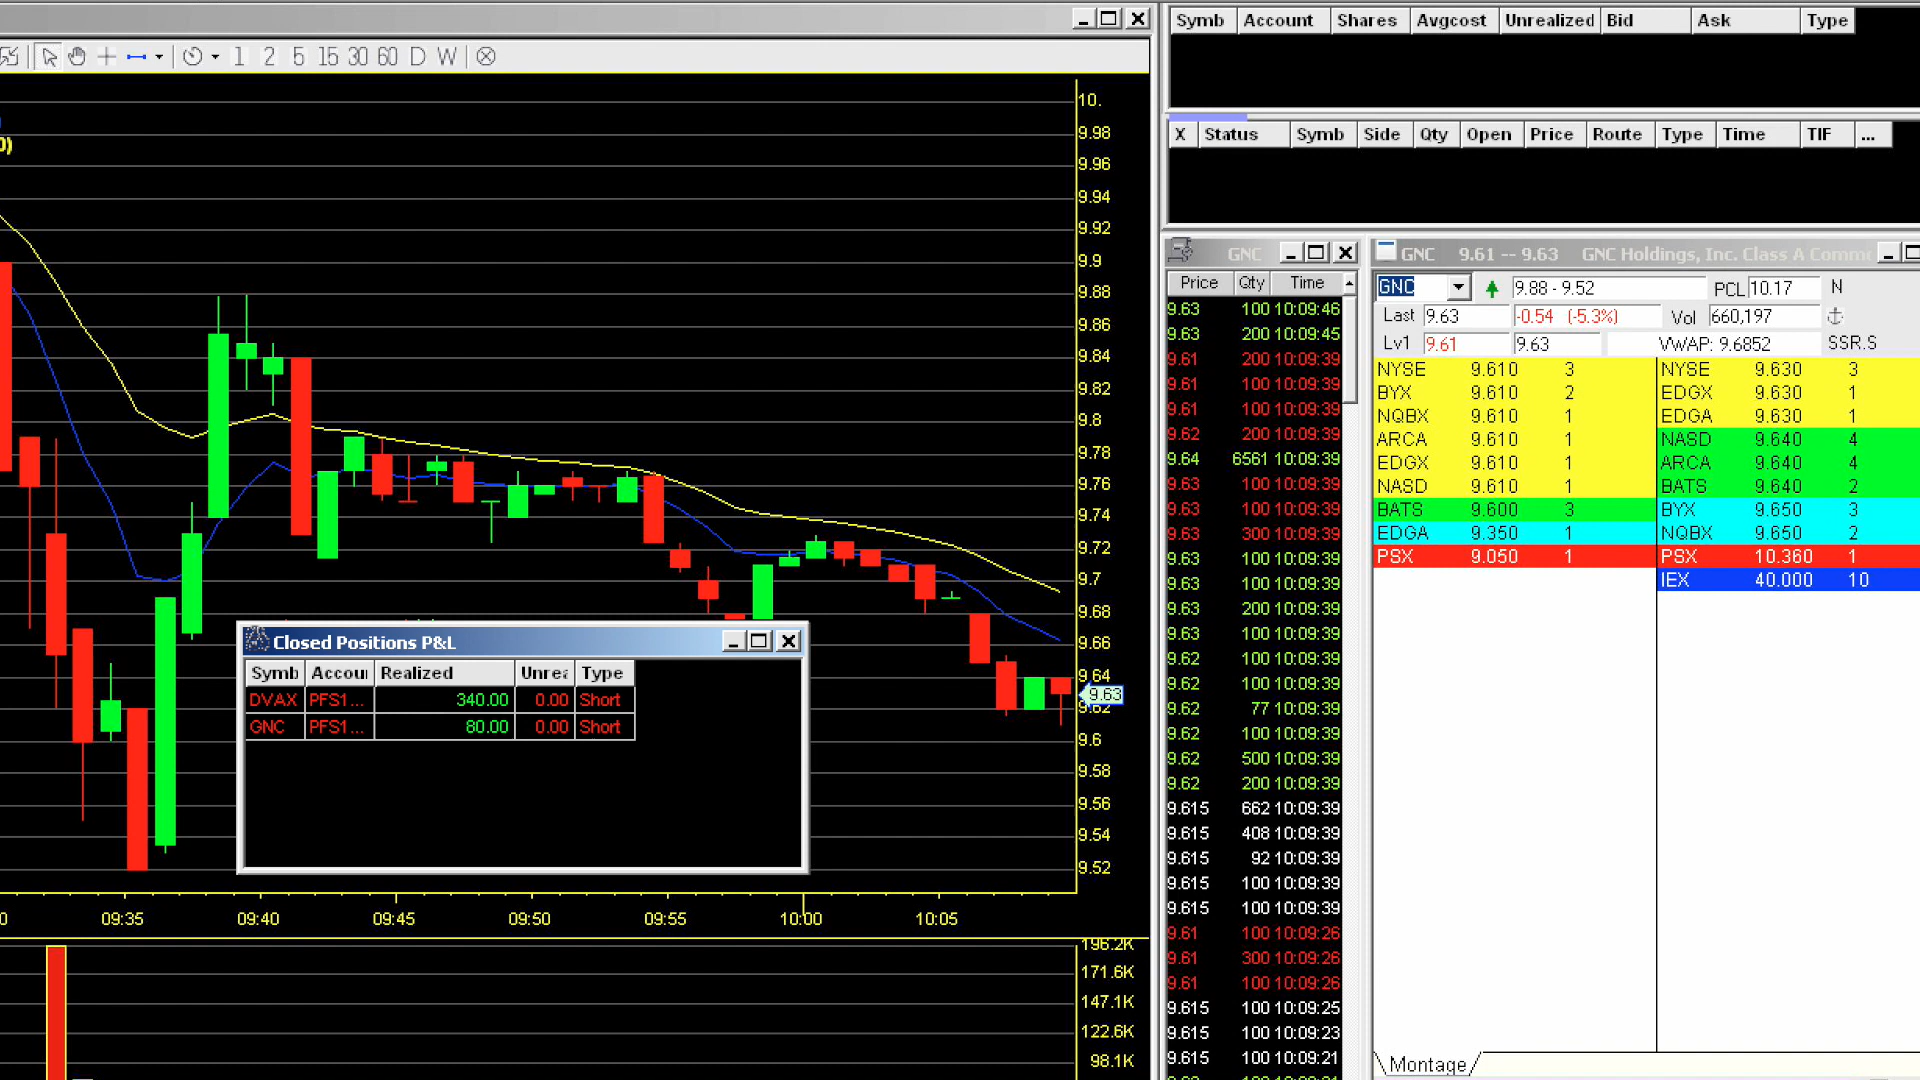 1 2 5 15 30 60 D W
0)
10.
9.98
9.96
9.94
9.92
9.9
9.88
9.86
9.84
9.82
9.8
9.78
9.76
9.74
9.72
9.7
9.68
9.66
9.64
9.63
9.62
9.6
9.58
9.56
9.54
9.52
0 09:35 09:40 09:45 09:50 09:55 10:00 10:05
196.2K
171.6K
147.1K
122.6K
98.1K
Closed Positions P&L
Symb Accou Realized Unrea Type
DVAX PFS1... 340.00 0.00 Short
GNC PFS1... 80.00 0.00 Short
Symb Account Shares Avgcost Unrealized Bid Ask Type
X Status Symb Side Qty Open Price Route Type Time TIF ...
GNC
Price Qty Time
9.63 100 10:09:46
9.63 200 10:09:45
9.61 200 10:09:39
9.61 100 10:09:39
9.61 100 10:09:39
9.62 200 10:09:39
9.64 6561 10:09:39
9.63 100 10:09:39
9.63 100 10:09:39
9.63 300 10:09:39
9.63 100 10:09:39
9.63 100 10:09:39
9.63 200 10:09:39
9.63 100 10:09:39
9.62 100 10:09:39
9.62 100 10:09:39
9.62 77 10:09:39
9.62 100 10:09:39
9.62 500 10:09:39
9.62 200 10:09:39
9.615 662 10:09:39
9.615 408 10:09:39
9.615 92 10:09:39
9.615 100 10:09:39
9.615 100 10:09:39
9.61 100 10:09:26
9.61 300 10:09:26
9.61 100 10:09:26
9.615 100 10:09:25
9.615 100 10:09:23
9.615 100 10:09:21
GNC 9.61 -- 9.63 GNC Holdings, Inc. Class A Comm
GNC 9.88 - 9.52 PCL 10.17 N
Last 9.63 -0.54 (-5.3%) Vol 660,197
Lv1 9.61 9.63 VWAP: 9.6852 SSR.S
NYSE 9.610 3 NYSE 9.630 3
BYX 9.610 2 EDGX 9.630 1
NQBX 9.610 1 EDGA 9.630 1
ARCA 9.610 1 NASD 9.640 4
EDGX 9.610 1 ARCA 9.640 4
NASD 9.610 1 BATS 9.640 2
BATS 9.600 3 BYX 9.650 3
EDGA 9.350 1 NQBX 9.650 2
PSX 9.050 1 PSX 10.360 1
IEX 40.000 10
Montage